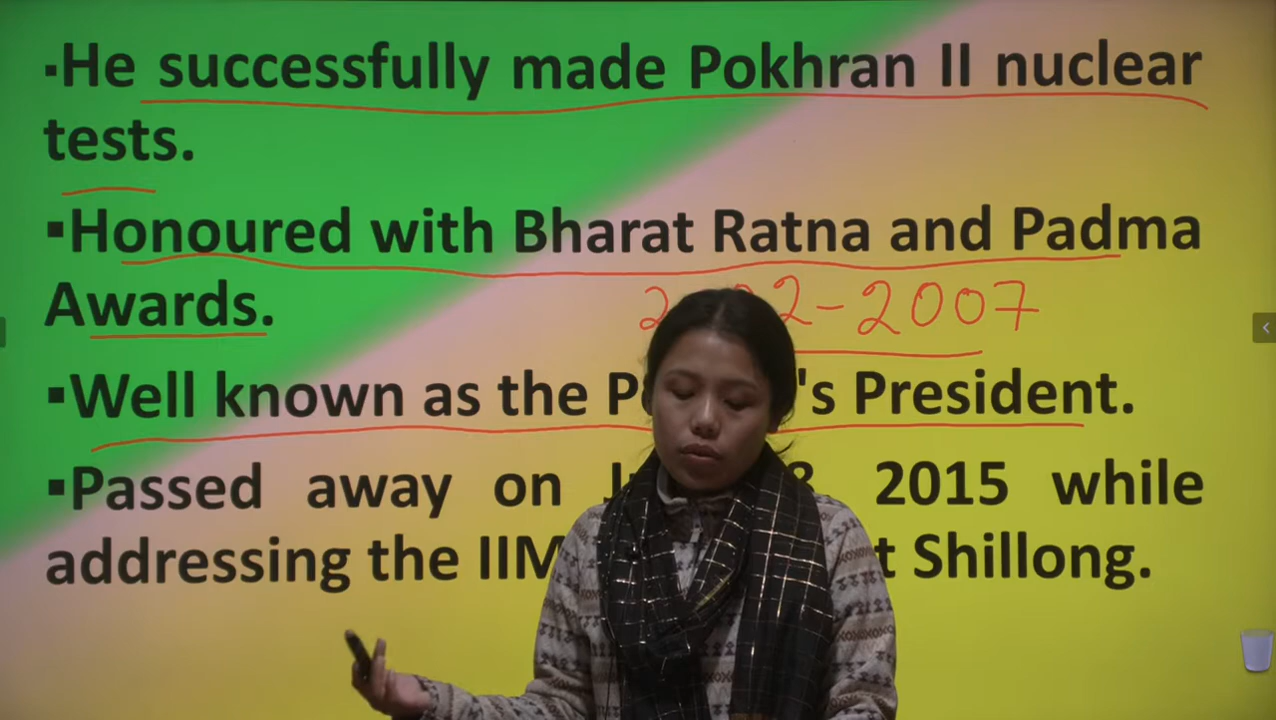 ▪He successfully made Pokhran II nuclear
tests.
▪Honoured with Bharat Ratna and Padma
Awards.
2-2007
▪Well known as the 's President.
▪Passed away on 2015 while
addressing the IIM Shillong.